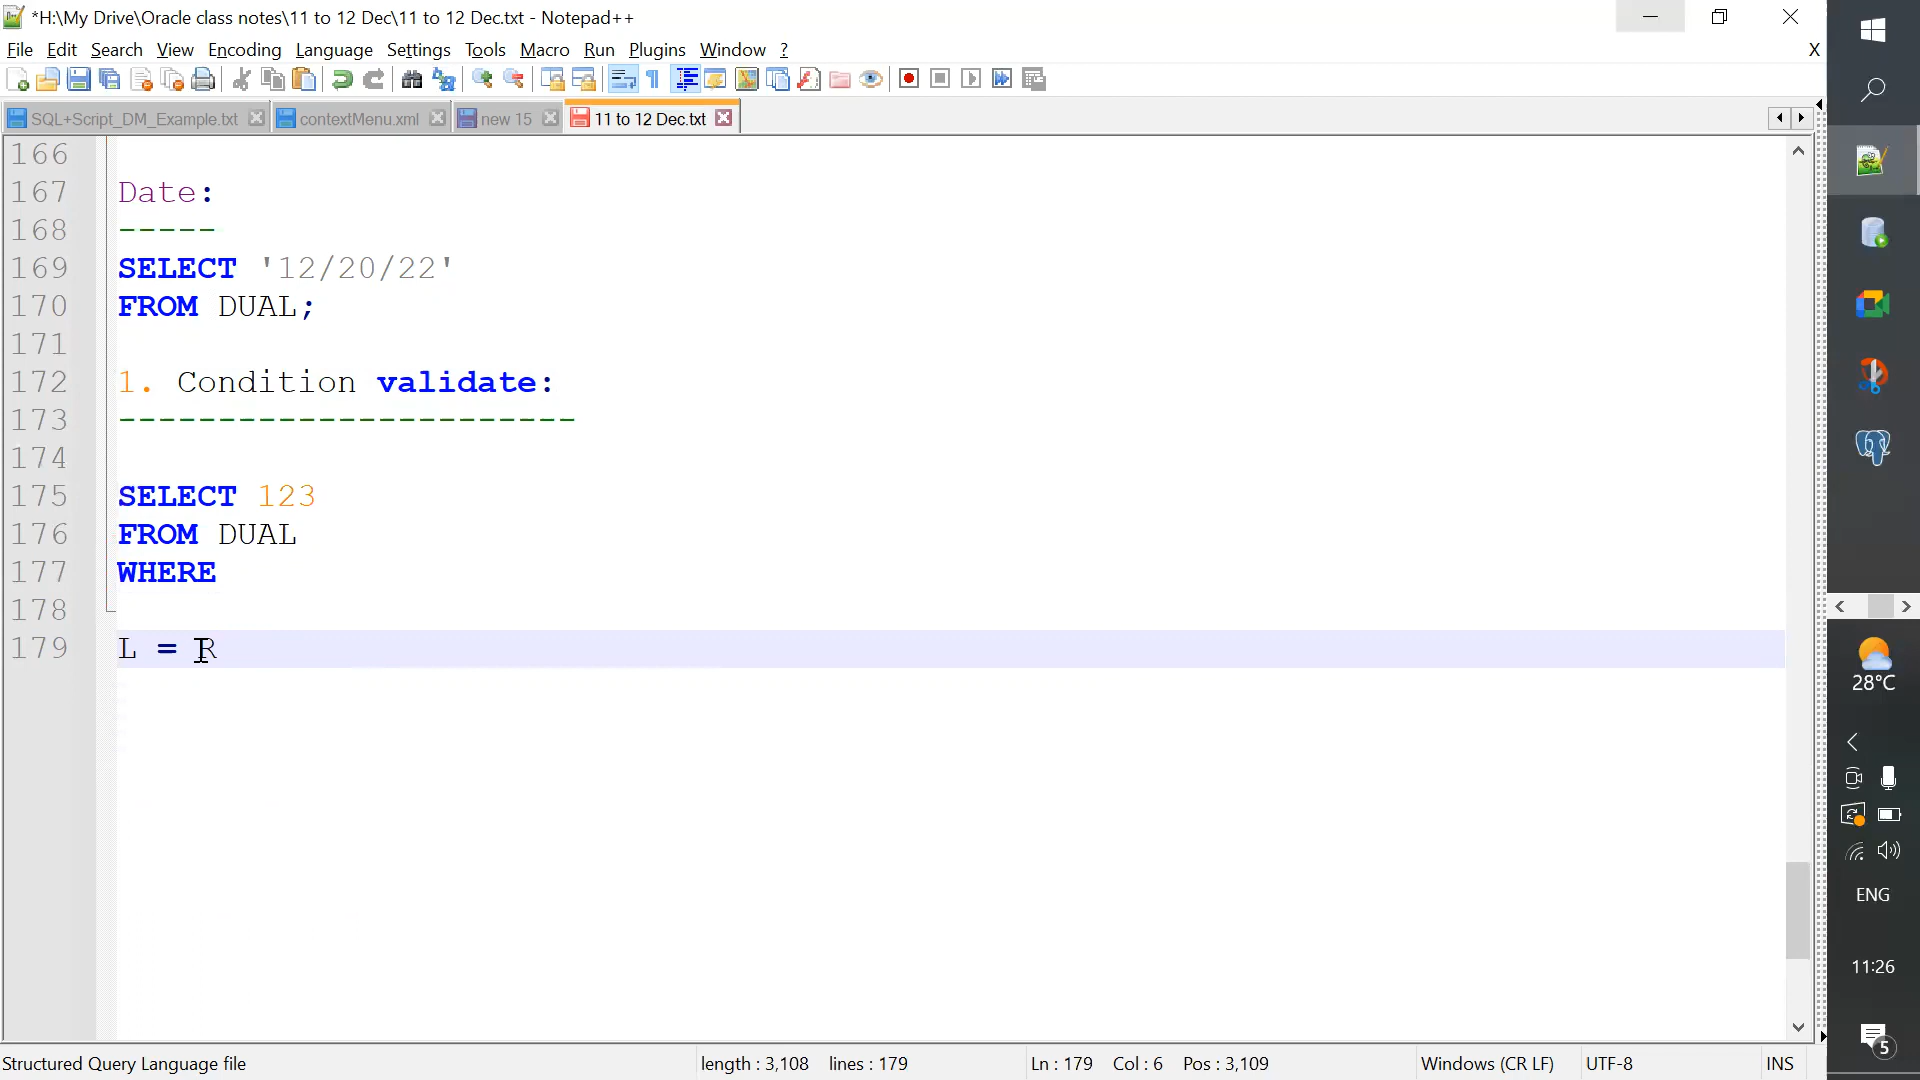 *H:\My Drive\Oracle class notes\11 to 12 Dec\11 to 12 Dec.txt - Notepad++
File Edit Search View Encoding Language Settings Tools Macro Run Plugins Window ? X
SQL+Script_DM_Example.txt contextMenu.xml new 15 11 to 12 Dec.txt
166
167 Date:
168 -----
169 SELECT '12/20/22'
170 FROM DUAL;
171
172 1. Condition validate:
173 -----------------------
174
175 SELECT 123
176 FROM DUAL
177 WHERE
178
179 L = R
Structured Query Language file length : 3,108 lines : 179 Ln : 179 Col : 6 Pos : 3,109 Windows (CR LF) UTF-8 INS
28°C
ENG
11:26
5